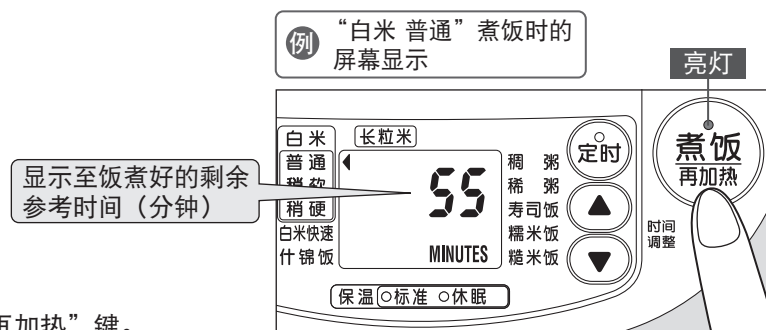 例 “白米 普通”煮饭时的
屏幕显示
亮灯
显示至饭煮好的剩余
参考时间（分钟）
白米
普通
稍软
稍硬
白米快速
什锦饭
长粒米
55
MINUTES
稠 粥
稀 粥
寿司饭
糯米饭
糙米饭
定时
▲
▼
时间
调整
煮饭
再加热
保温 ○标准 ○休眠
再加热”键。